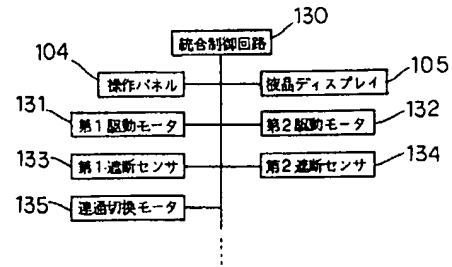 130
統合制御回路
104
操作パネル
液晶ディスプレイ
105
131
第1駆動モータ
第2駆動モータ
132
133
第1遮断センサ
第2遮断センサ
134
135
連通切換モータ